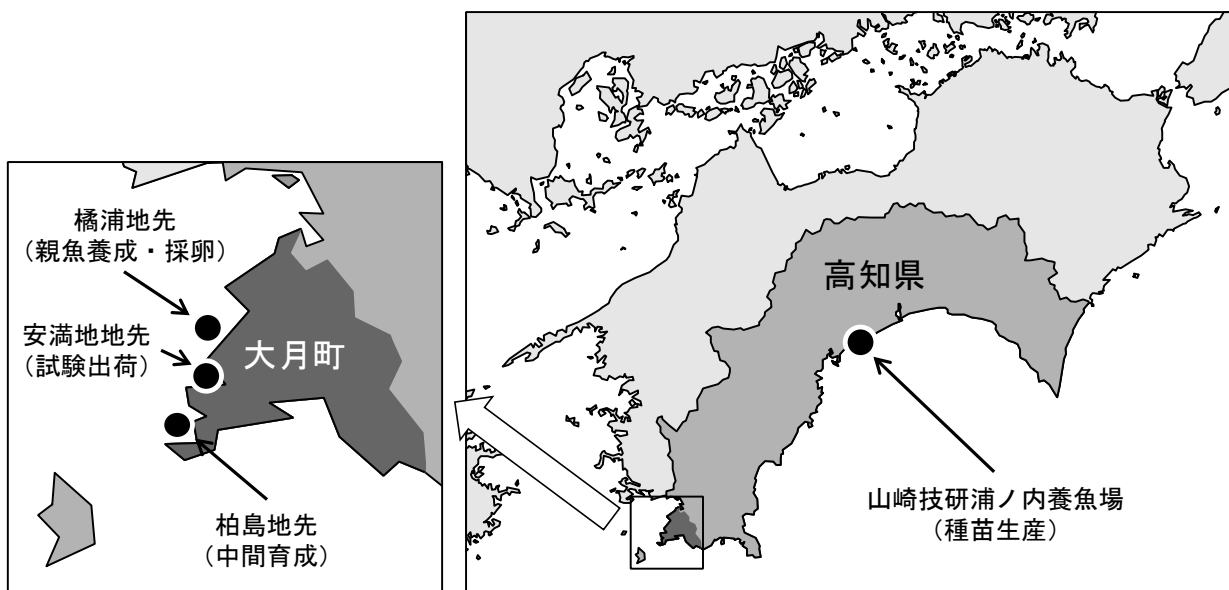 橘浦地先
（親魚養成・採卵）
安満地地先
（試験出荷）
大月町
柏島地先
（中間育成）
高知県
山崎技研浦ノ内養魚場
（種苗生産）